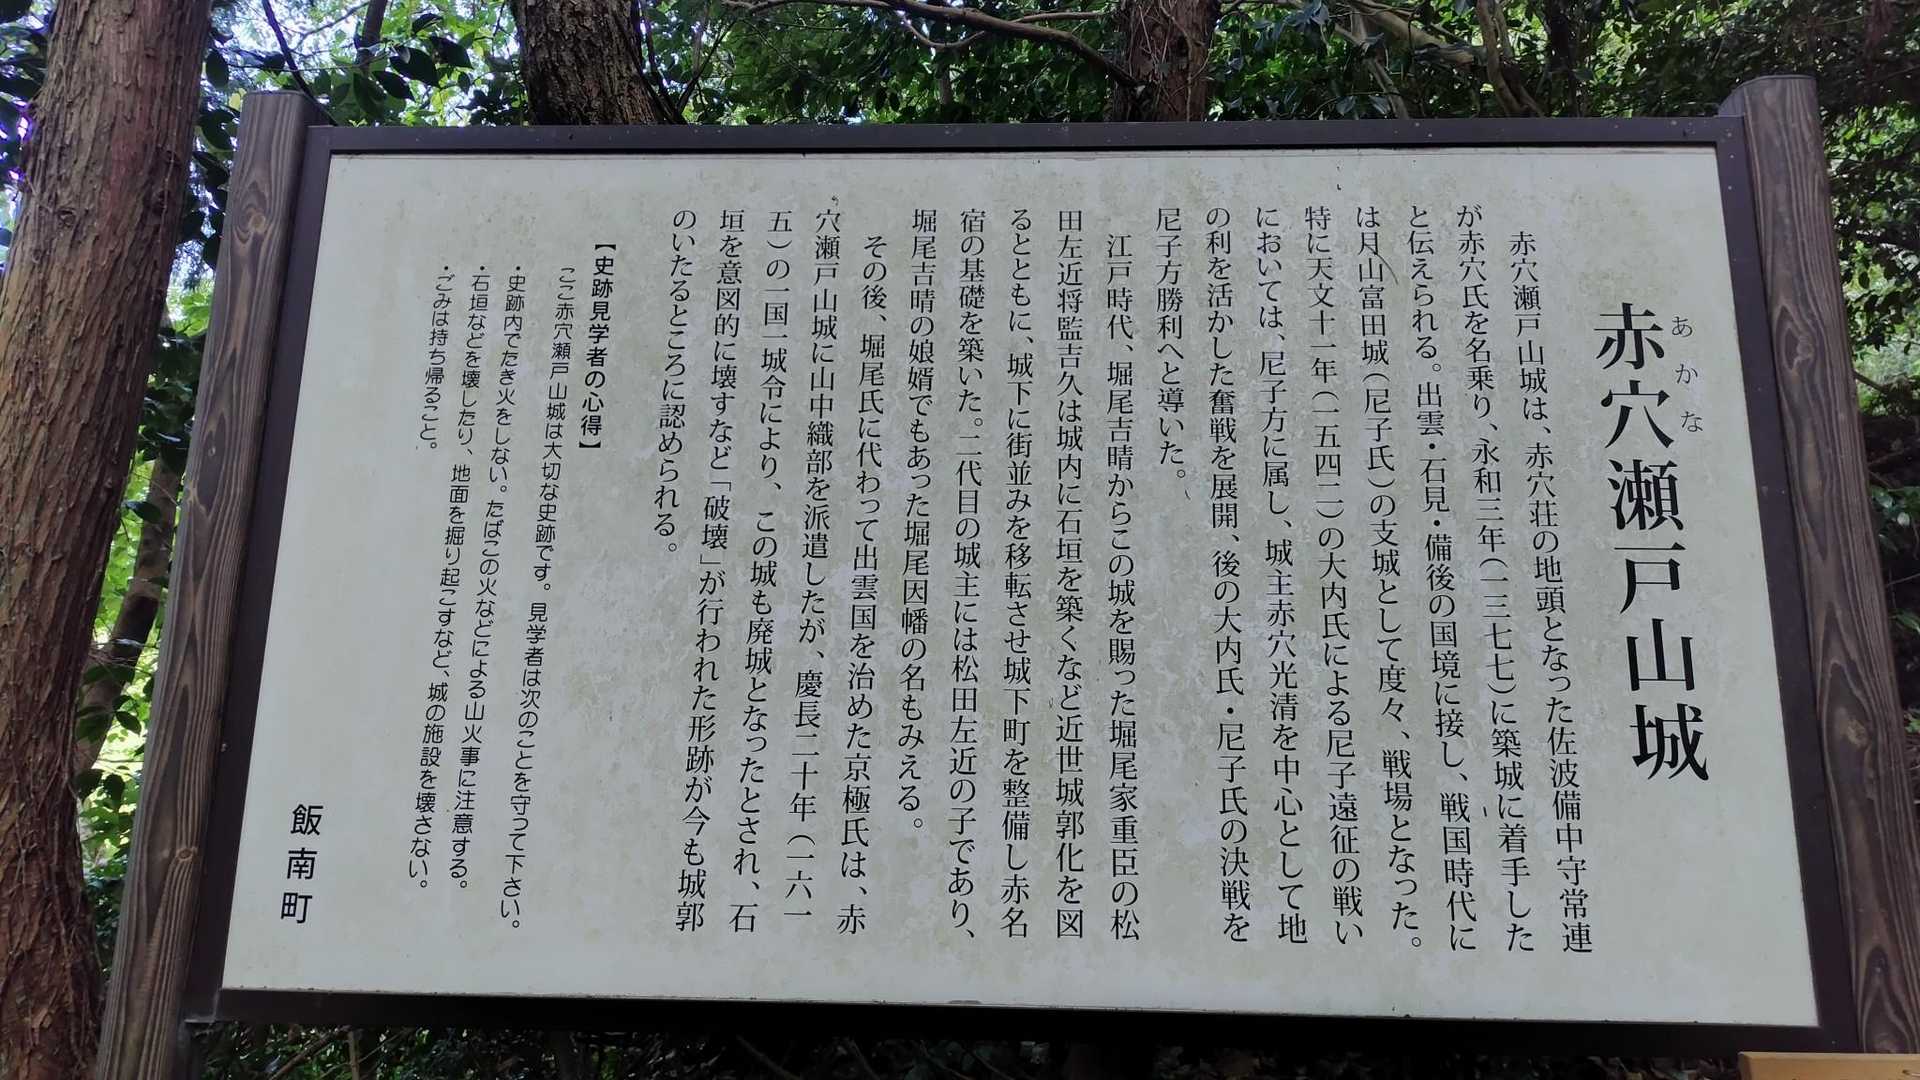 赤穴瀬戸山城
あかな
赤穴瀬戸山城は、赤穴荘の地頭となった佐波備中守常連
が赤穴氏を名乗り、永和三年(一三七七)に築城に着手した
と伝えられる。出雲・石見・備後の国境に接し、戦国時代に
は月山富田城(尼子氏)の支城として度々、戦場となった。
特に天文十一年(一五四二)の大内氏による尼子遠征の戦い
においては、尼子方に属し、城主赤穴光清を中心として地
の利を活かした奮戦を展開、後の大内氏・尼子氏の決戦を
尼子方勝利へと導いた。
江戸時代、堀尾吉晴からこの城を賜った堀尾家重臣の松
田左近将監吉久は城内に石垣を築くなど近世城郭化を図
るとともに、城下に街並みを移転させ城下町を整備し赤名
宿の基礎を築いた。二代目の城主には松田左近の子であり、
堀尾吉晴の娘婿でもあった堀尾因幡の名もみえる。
その後、堀尾氏に代わって出雲国を治めた京極氏は、赤
穴瀬戸山城に山中織部を派遣したが、慶長二十年(一六一
五)の一国一城令により、この城も廃城となったとされ、石
垣を意図的に壊すなど「破壊」が行われた形跡が今も城郭
のいたるところに認められる。
【史跡見学者の心得】
ここ赤穴瀬戸山城は大切な史跡です。見学者は次のことを守って下さい。
・史跡内でたき火をしない。たばこの火などによる山火事に注意する。
・石垣などを壊したり、地面を掘り起こすなど、城の施設を壊さない。
・ごみは持ち帰ること。
飯南町